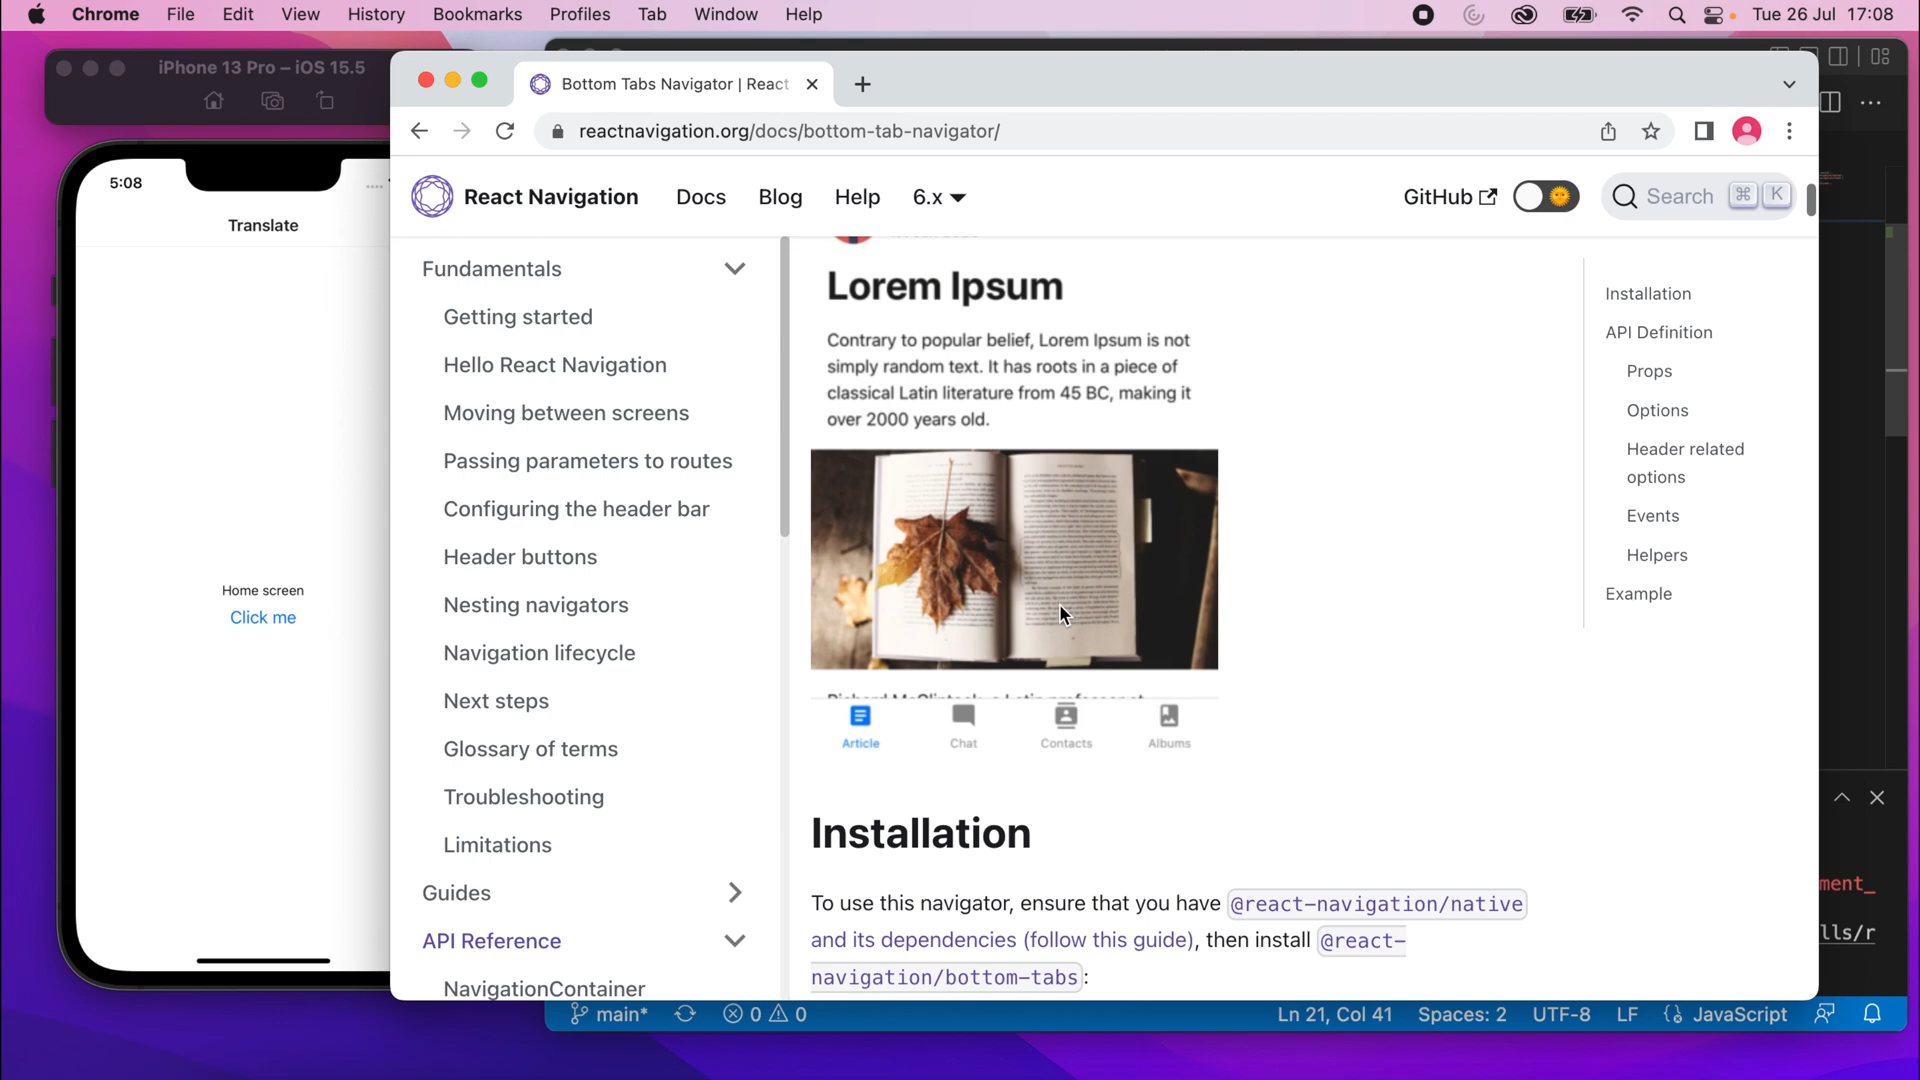 Chrome File Edit View History Bookmarks Profiles Tab Window Help
Tue 26 Jul 17:08
iPhone 13 Pro – iOS 15.5
5:08
Translate
Home screen
Click me
Bottom Tabs Navigator | React
reactnavigation.org/docs/bottom-tab-navigator/
React Navigation Docs Blog Help 6.x
GitHub
Search ⌘ K
Fundamentals
Getting started
Hello React Navigation
Moving between screens
Passing parameters to routes
Configuring the header bar
Header buttons
Nesting navigators
Navigation lifecycle
Next steps
Glossary of terms
Troubleshooting
Limitations
Guides
API Reference
NavigationContainer
Lorem Ipsum
Contrary to popular belief, Lorem Ipsum is not
simply random text. It has roots in a piece of
classical Latin literature from 45 BC, making it
over 2000 years old.
Article Chat Contacts Albums
Installation
To use this navigator, ensure that you have @react-navigation/native
and its dependencies (follow this guide), then install @react-
navigation/bottom-tabs:
Installation
API Definition
Props
Options
Header related
options
Events
Helpers
Example
ment_
lls/r
main* 0 0
Ln 21, Col 41 Spaces: 2 UTF-8 LF JavaScript